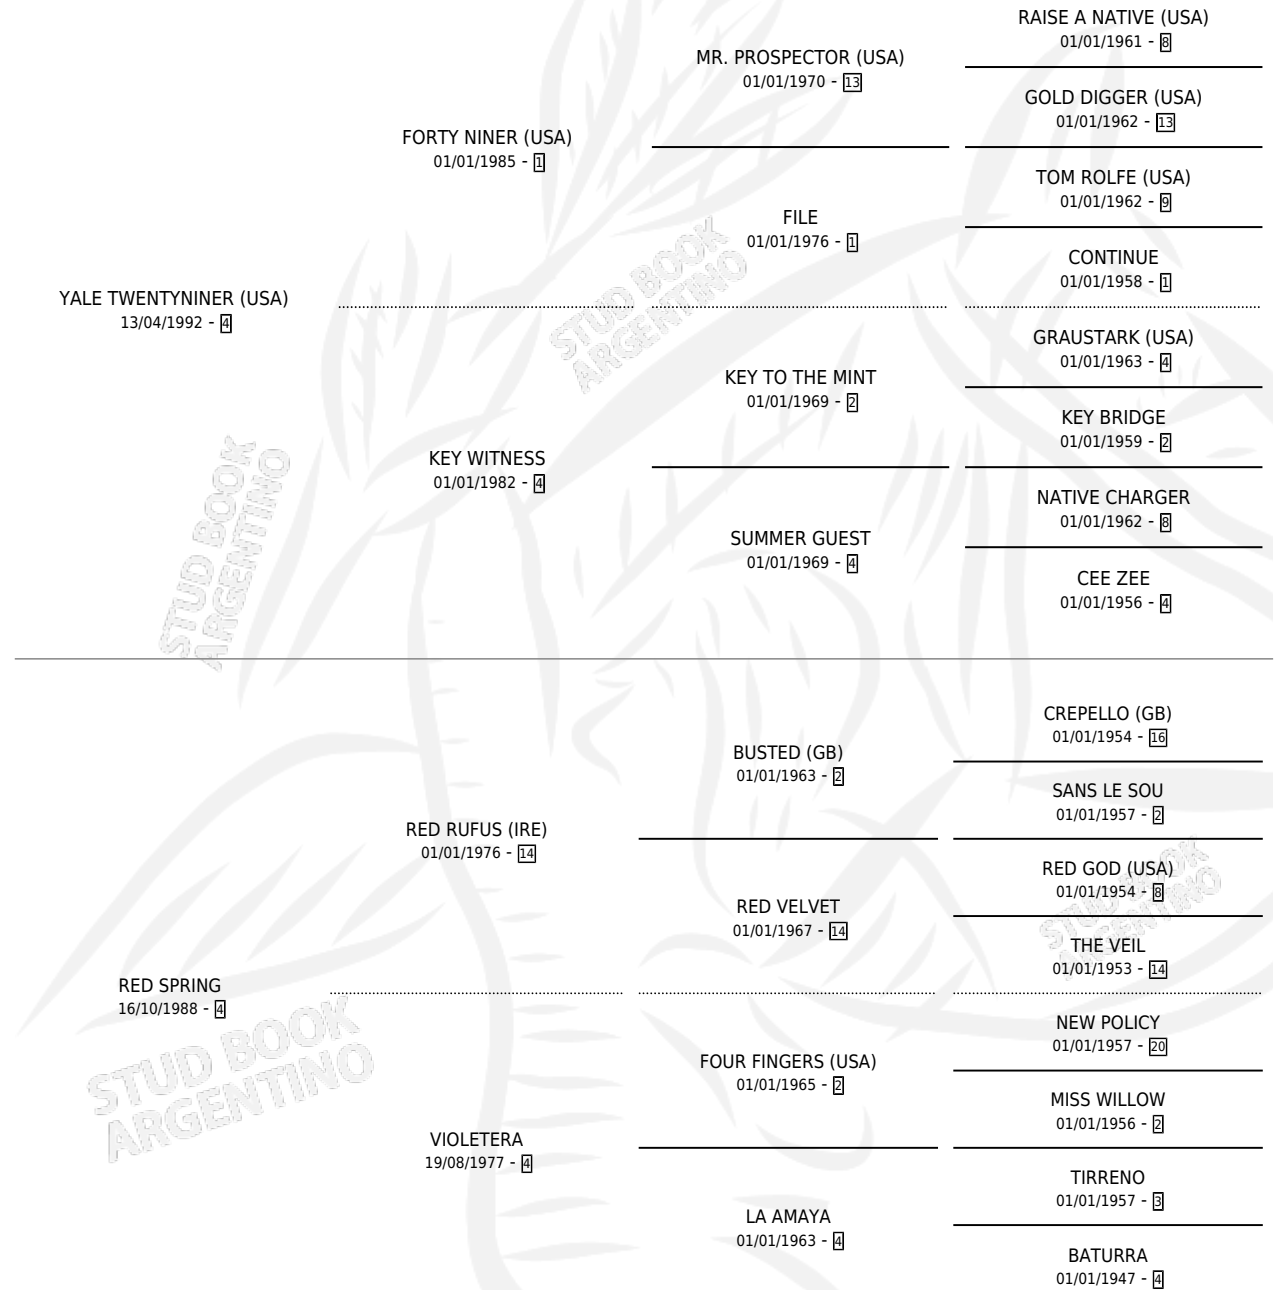 RAISE A NATIVE (USA)
01/01/1961 - 8
MR. PROSPECTOR (USA)
01/01/1970 - 13
GOLD DIGGER (USA)
01/01/1962 - 13
FORTY NINER (USA)
01/01/1985 - 1
TOM ROLFE (USA)
01/01/1962 - 9
FILE
01/01/1976 - 1
CONTINUE
01/01/1958 - 1
YALE TWENTYNINER (USA)
13/04/1992 - 4
GRAUSTARK (USA)
01/01/1963 - 4
KEY TO THE MINT
01/01/1969 - 2
KEY BRIDGE
01/01/1959 - 2
KEY WITNESS
01/01/1982 - 4
NATIVE CHARGER
01/01/1962 - 8
SUMMER GUEST
01/01/1969 - 4
CEE ZEE
01/01/1956 - 4
CREPELLO (GB)
01/01/1954 - 16
BUSTED (GB)
01/01/1963 - 2
SANS LE SOU
01/01/1957 - 2
RED RUFUS (IRE)
01/01/1976 - 14
RED GOD (USA)
01/01/1954 - 8
RED VELVET
01/01/1967 - 14
THE VEIL
01/01/1953 - 14
RED SPRING
16/10/1988 - 4
NEW POLICY
01/01/1957 - 20
FOUR FINGERS (USA)
01/01/1965 - 2
MISS WILLOW
01/01/1956 - 2
VIOLETERA
19/08/1977 - 4
TIRRENO
01/01/1957 - 3
LA AMAYA
01/01/1963 - 4
BATURRA
01/01/1947 - 4
STUD BOOK
ARGENTINO
STUD BOOK
ARGENTINO
STUD BOOK
ARGENTINO
STUD BOOK
ARGENTINO